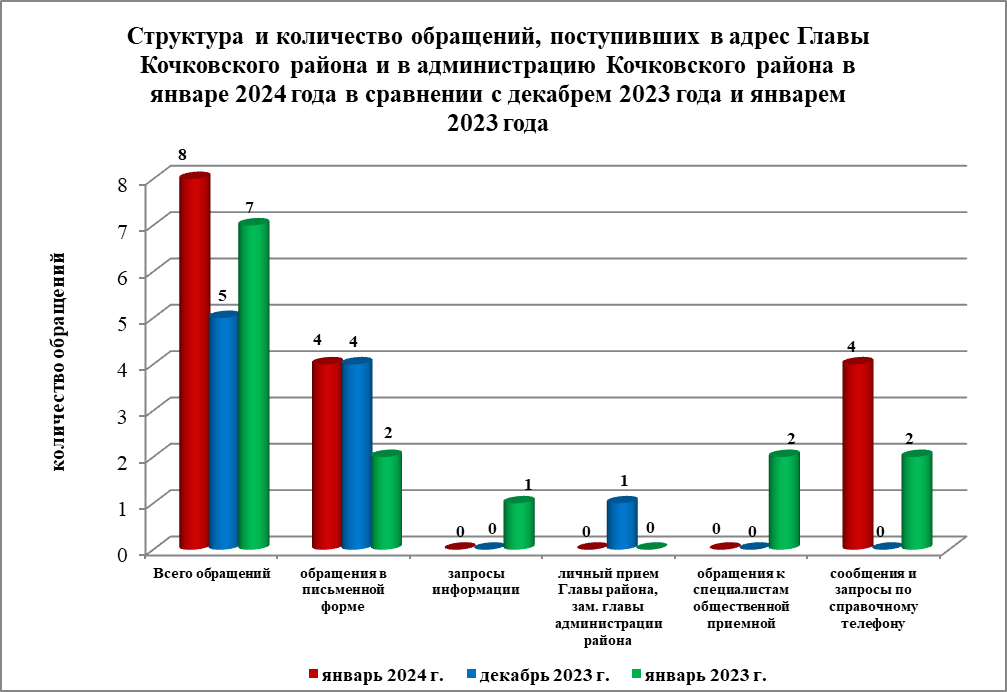 Структура и количество обращений, поступивших в адрес Главы
Кочковского района и в администрацию Кочковского района в
январе 2024 года в сравнении с декабрем 2023 года и январем
2023 года
количество обращений
8
7
6
5
4
3
2
1
0
8
5
7
4
4
2
0
0
1
0
1
0
0
0
2
4
0
2
Всего обращений
обращения в
письменной
форме
запросы
информации
личный прием
Главы района,
зам. главы
администрации
района
обращения к
специалистам
общественной
приемной
сообщения и
запросы по
справочному
телефону
январь 2024 г.
декабрь 2023 г.
январь 2023 г.